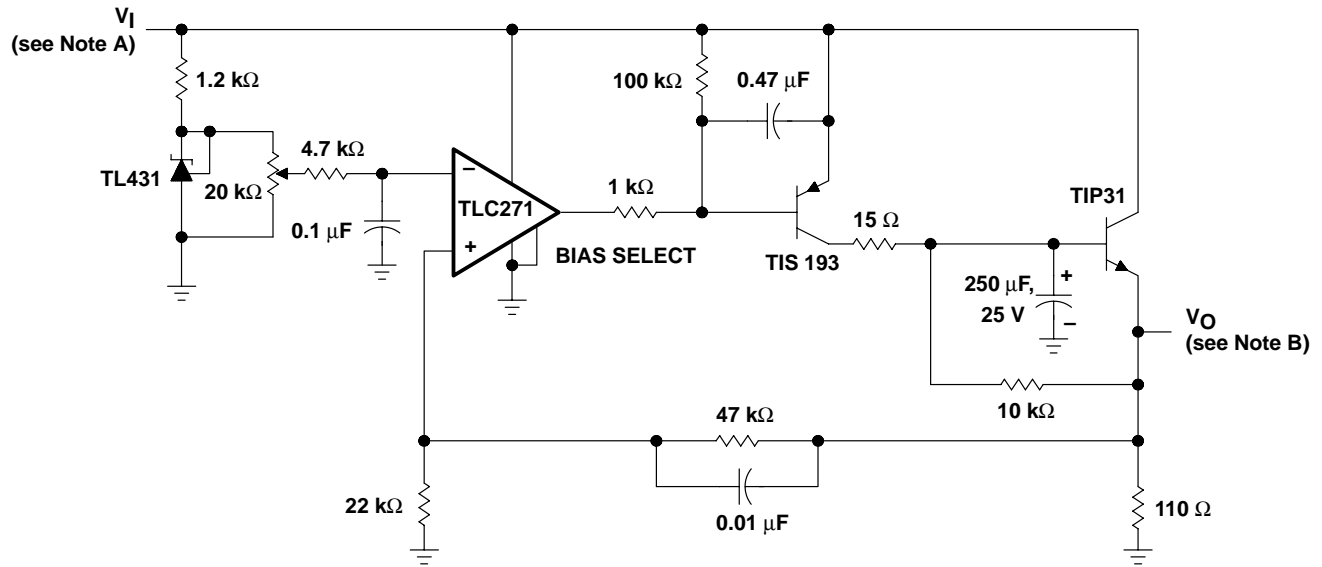 VI
(see Note A)
1.2 kΩ
TL431
20 kΩ
4.7 kΩ
0.1 μF
−
TLC271
+
BIAS SELECT
1 kΩ
100 kΩ
0.47 μF
TIS 193
15 Ω
TIP31
250 μF,
25 V
+
−
VO
(see Note B)
10 kΩ
47 kΩ
0.01 μF
22 kΩ
110 Ω